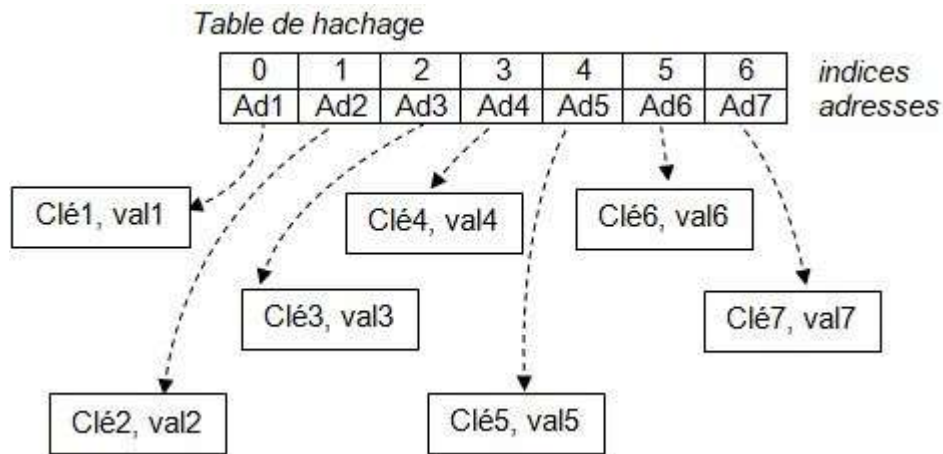 Table de hachage
0 1 2 3 4 5 6 indices
Ad1 Ad2 Ad3 Ad4 Ad5 Ad6 Ad7 adresses
Clé1, val1
Clé4, val4
Clé6, val6
Clé3, val3
Clé7, val7
Clé2, val2
Clé5, val5